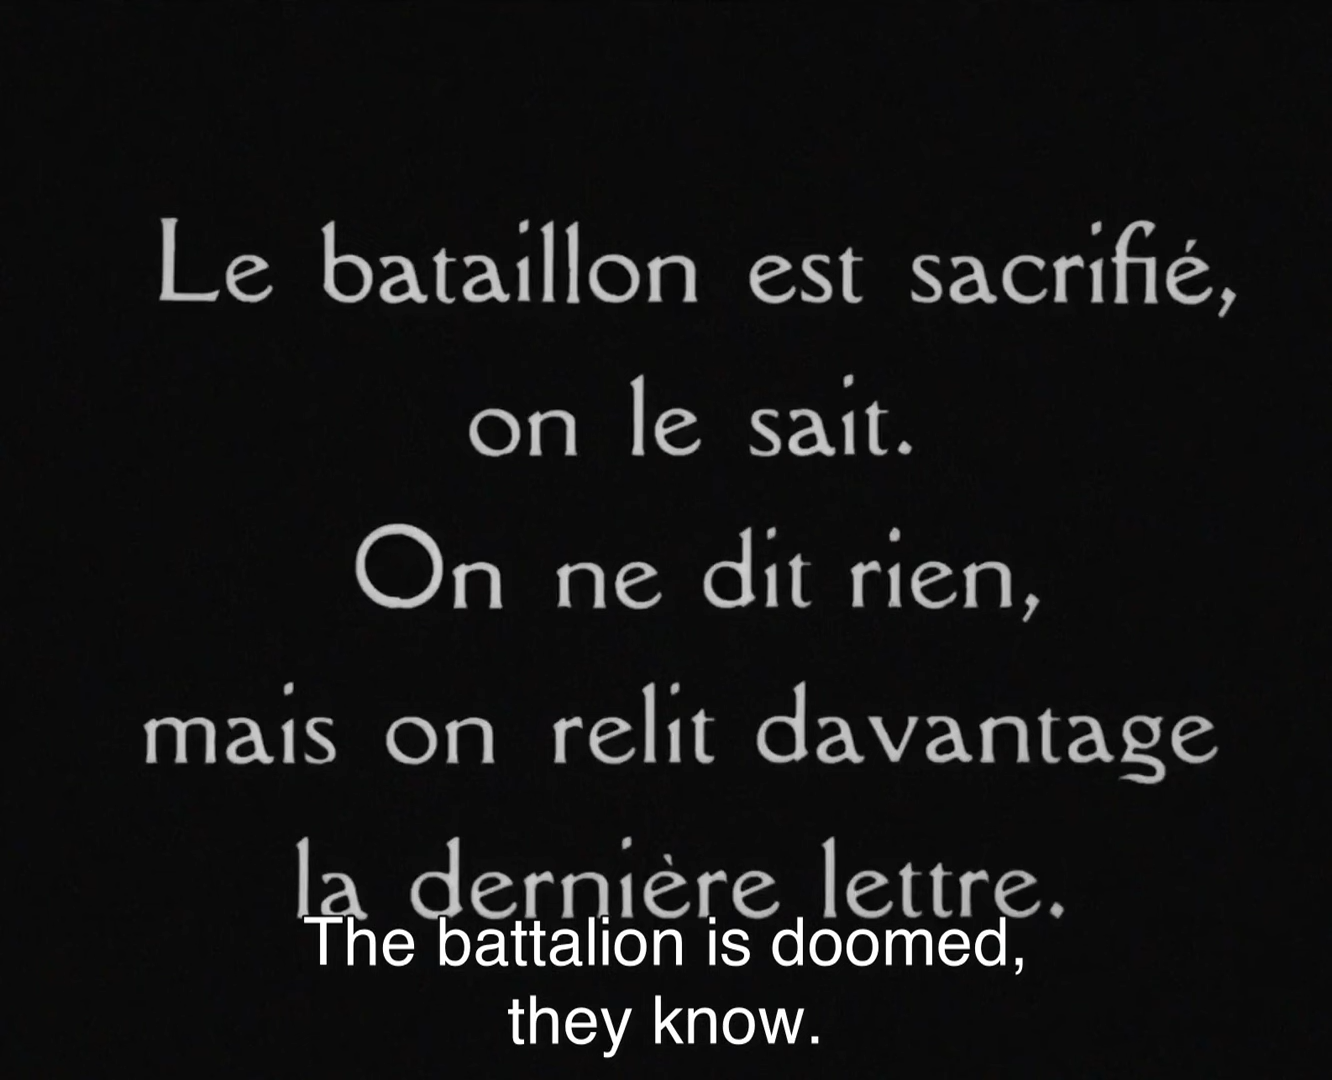 Le bataillon est sacrifié,
on le sait.
On ne dit rien,
mais on relit davantage
la dernière lettre.
The battalion is doomed,
they know.